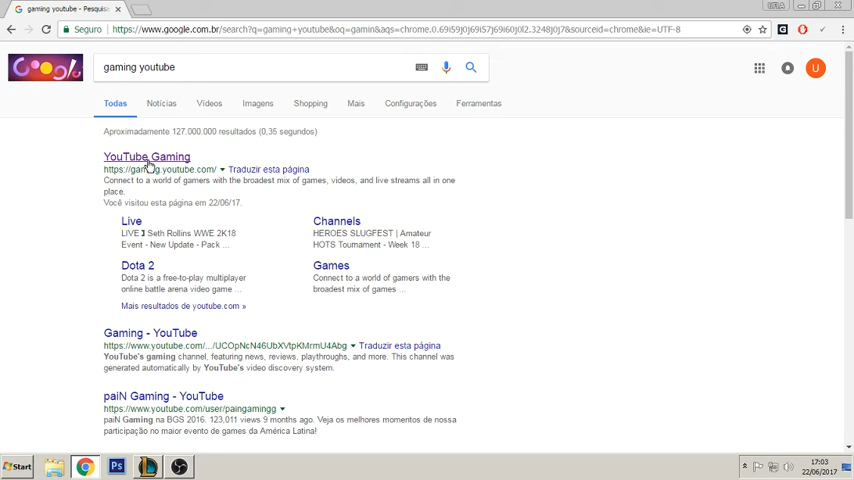 gaming youtube - Pesquisa
UFLA
Seguro
https://www.google.com.br/search?q=gaming+youtube&oq=gamin&aqs=chrome.0.69i59j0j69i57j69i60j0l2.3248j0j7&sourceid=chrome&ie=UTF-8
gaming youtube
U
Todas Notícias Vídeos Imagens Shopping Mais Configurações Ferramentas
Aproximadamente 127.000.000 resultados (0,35 segundos)
YouTube Gaming
https://gaming.youtube.com/ Traduzir esta página
Connect to a world of gamers with the broadest mix of games, videos, and live streams all in one
place.
Você visitou esta página em 22/06/17.
Live
LIVE Seth Rollins WWE 2K18
Event - New Update - Pack ...
Channels
HEROES SLUGFEST | Amateur
HOTS Tournament - Week 18 ...
Dota 2
Dota 2 is a free-to-play multiplayer
online battle arena video game ...
Games
Connect to a world of gamers with the
broadest mix of games ...
Mais resultados de youtube.com »
Gaming - YouTube
https://www.youtube.com/.../UCOpNcN46UbXVtpKMrmU4Abg Traduzir esta página
YouTube's gaming channel, featuring news, reviews, playthroughs, and more. This channel was
generated automatically by YouTube's video discovery system.
paiN Gaming - YouTube
https://www.youtube.com/user/paingamingg
paiN Gaming na BGS 2016. 123,011 views 9 months ago. Veja os melhores momentos de nossa
participação no maior evento de games da América Latina!
Start
Ps
17:03
22/06/2017